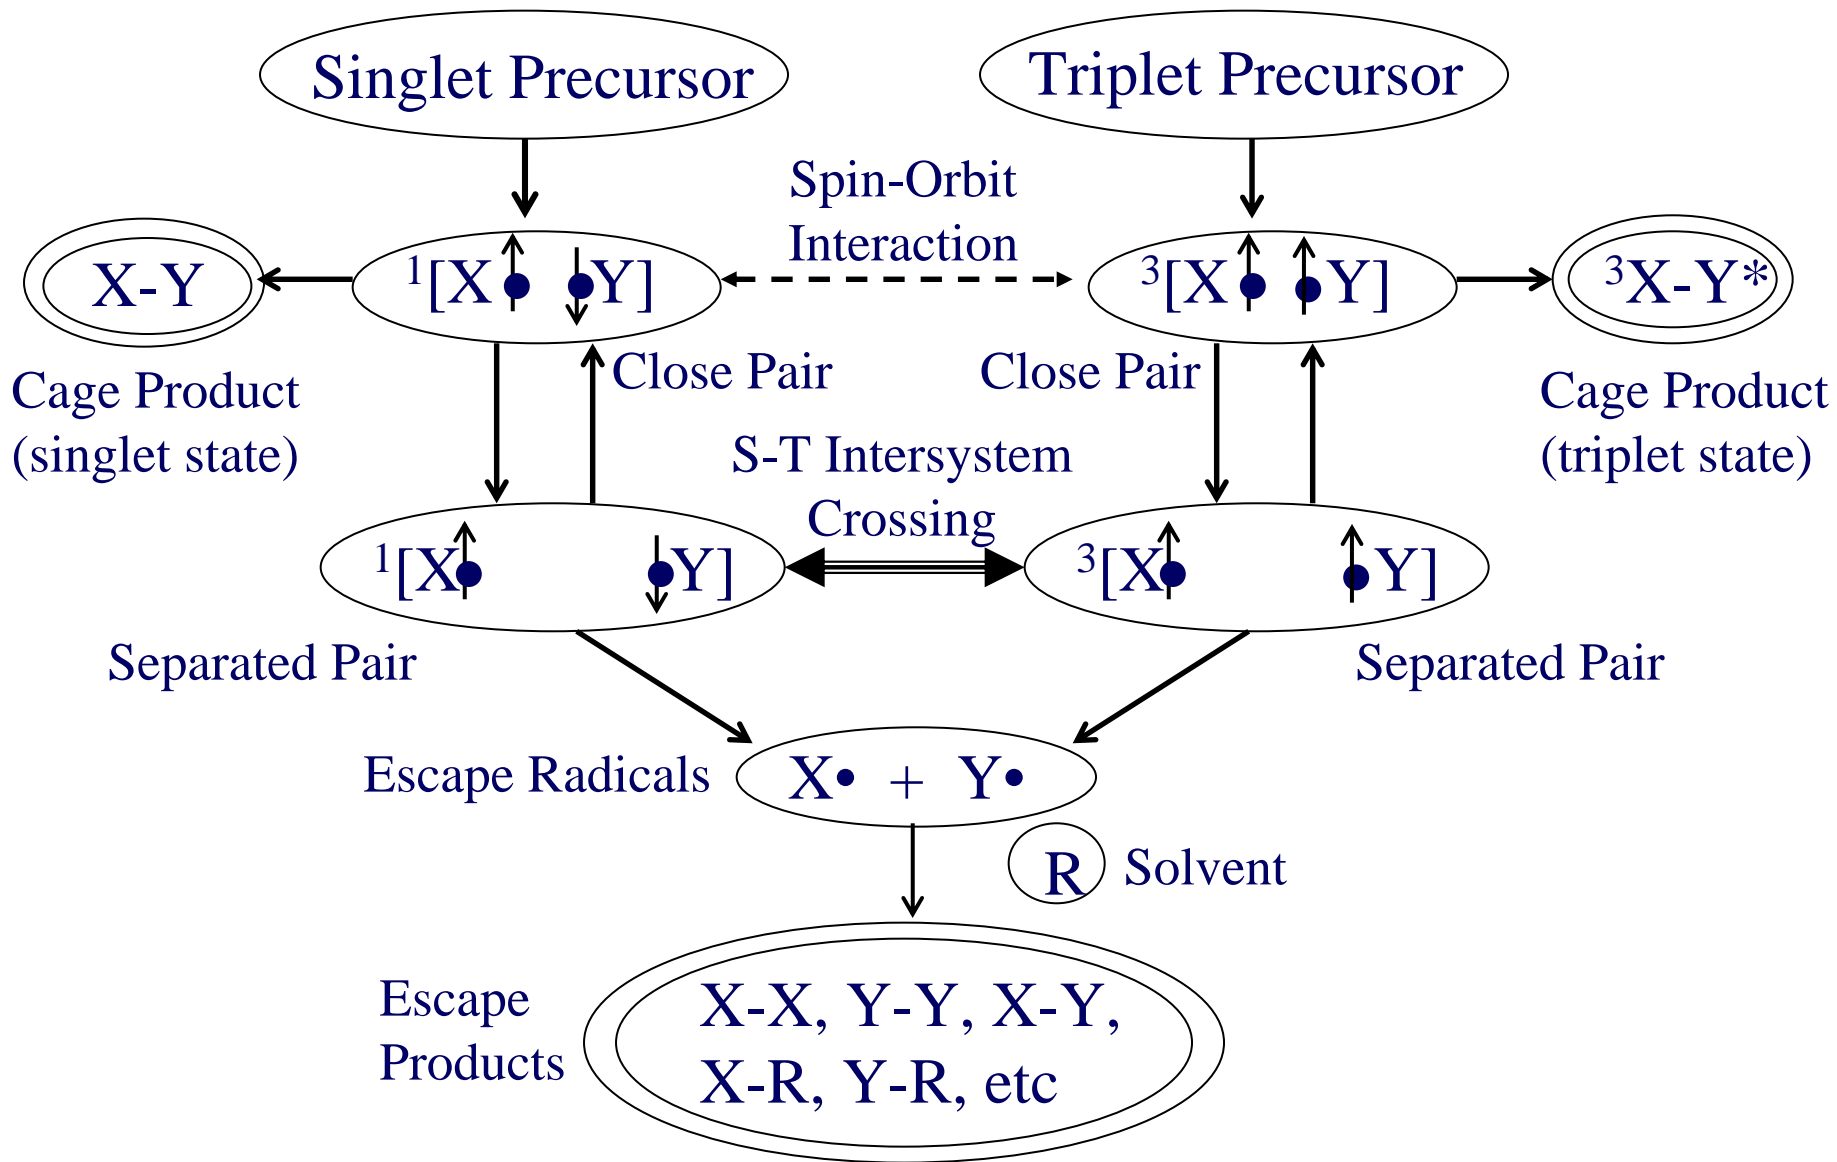 Singlet Precursor
Triplet Precursor
Spin-Orbit
Interaction
X-Y
¹[X • •Y]
³[X • • Y]
³X-Y*
Close Pair
Close Pair
Cage Product
(singlet state)
Cage Product
(triplet state)
S-T Intersystem
Crossing
¹[X• •Y]
³[X• •Y]
Separated Pair
Separated Pair
Escape Radicals
X• + Y•
R
Solvent
Escape
Products
X-X, Y-Y, X-Y,
X-R, Y-R, etc